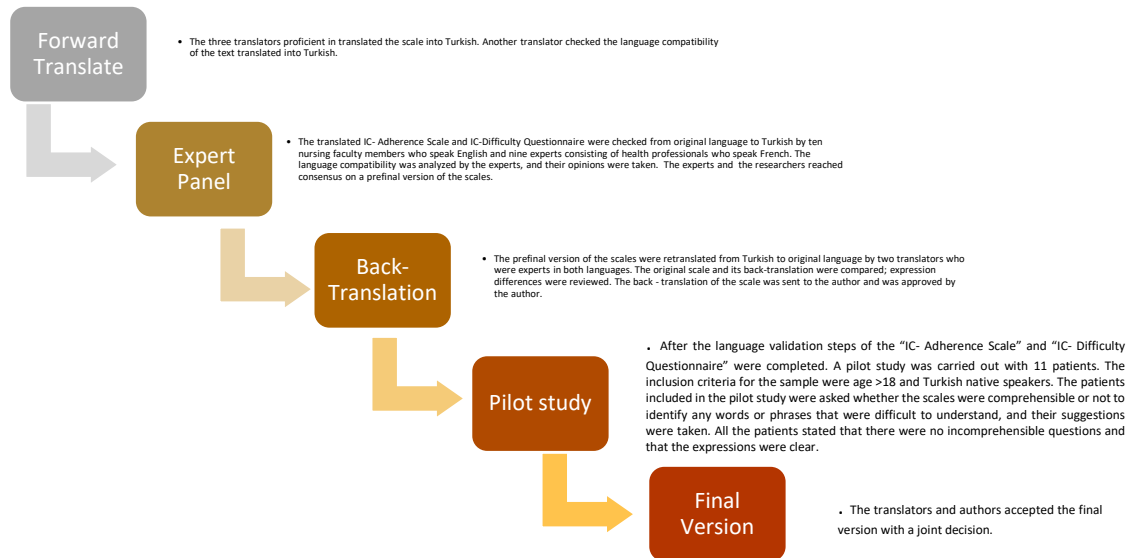 Forward
Translate
• The three translators proficient in translated the scale into Turkish. Another translator checked the language compatibility
of the text translated into Turkish.
Expert
Panel
• The translated IC- Adherence Scale and IC-Difficulty Questionnaire were checked from original language to Turkish by ten
nursing faculty members who speak English and nine experts consisting of health professionals who speak French. The
language compatibility was analyzed by the experts, and their opinions were taken. The experts and the researchers reached
consensus on a prefinal version of the scales.
Back-
Translation
• The prefinal version of the scales were retranslated from Turkish to original language by two translators who
were experts in both languages. The original scale and its back-translation were compared; expression
differences were reviewed. The back - translation of the scale was sent to the author and was approved by
the author.
Pilot study
. After the language validation steps of the “IC- Adherence Scale” and “IC- Difficulty
Questionnaire” were completed. A pilot study was carried out with 11 patients. The
inclusion criteria for the sample were age >18 and Turkish native speakers. The patients
included in the pilot study were asked whether the scales were comprehensible or not to
identify any words or phrases that were difficult to understand, and their suggestions
were taken. All the patients stated that there were no incomprehensible questions and
that the expressions were clear.
Final
Version
. The translators and authors accepted the final
version with a joint decision.